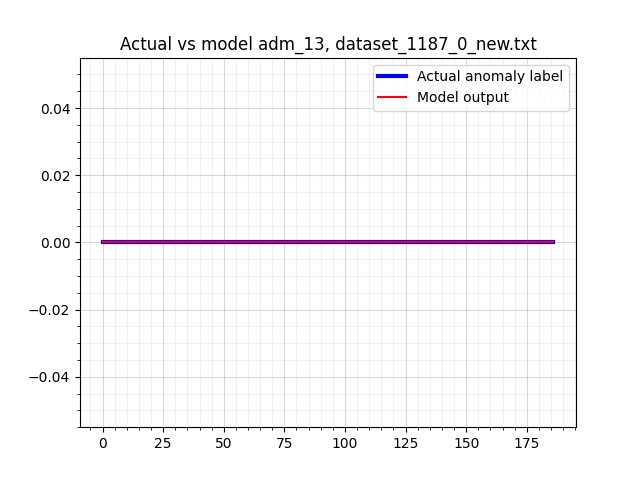 Actual vs model adm_13, dataset_1187_0_new.txt
Actual anomaly label
Model output
0.04
0.02
0.00
−0.02
−0.04
0 25 50 75 100 125 150 175